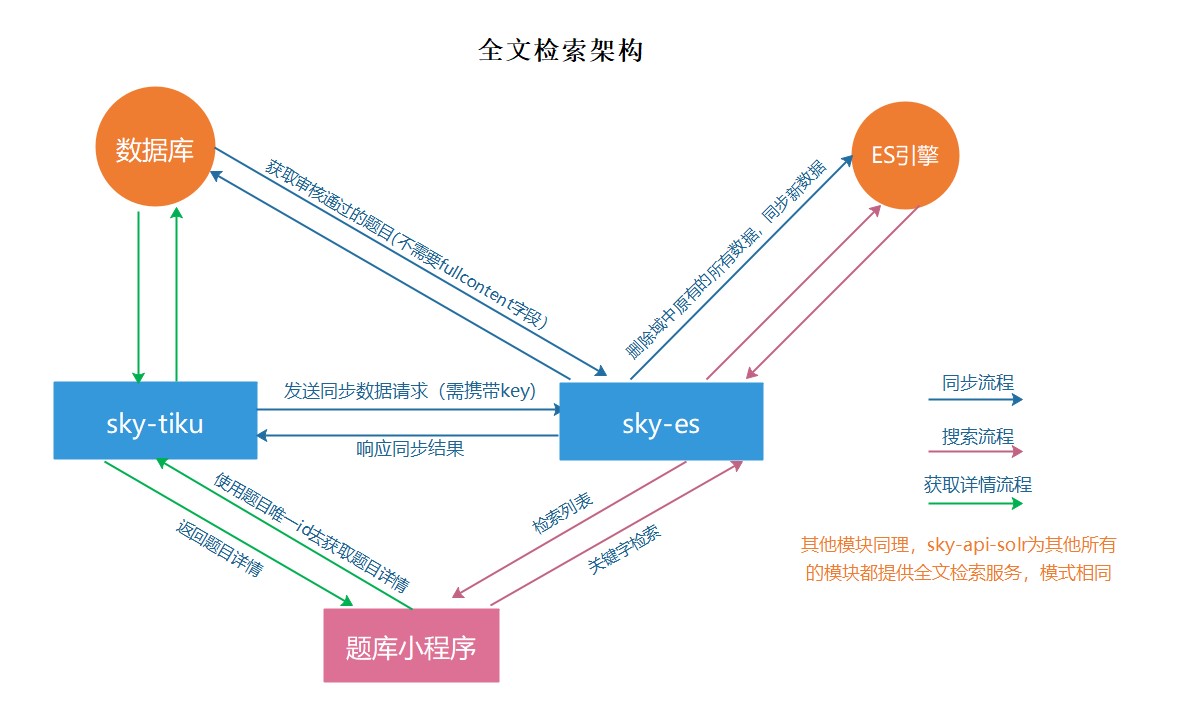 全文检索架构
数据库
ES引擎
获取审核通过的题目(不需要fullcontent字段)
删除域中原有的所有数据，同步新数据
sky-tiku
发送同步数据请求（需携带key)
响应同步结果
sky-es
同步流程
搜索流程
获取详情流程
使用题目唯一id去获取题目详情
返回题目详情
检索列表
关键字检索
其他模块同理，sky-api-solr为其他所有
的模块都提供全文检索服务，模式相同
题库小程序